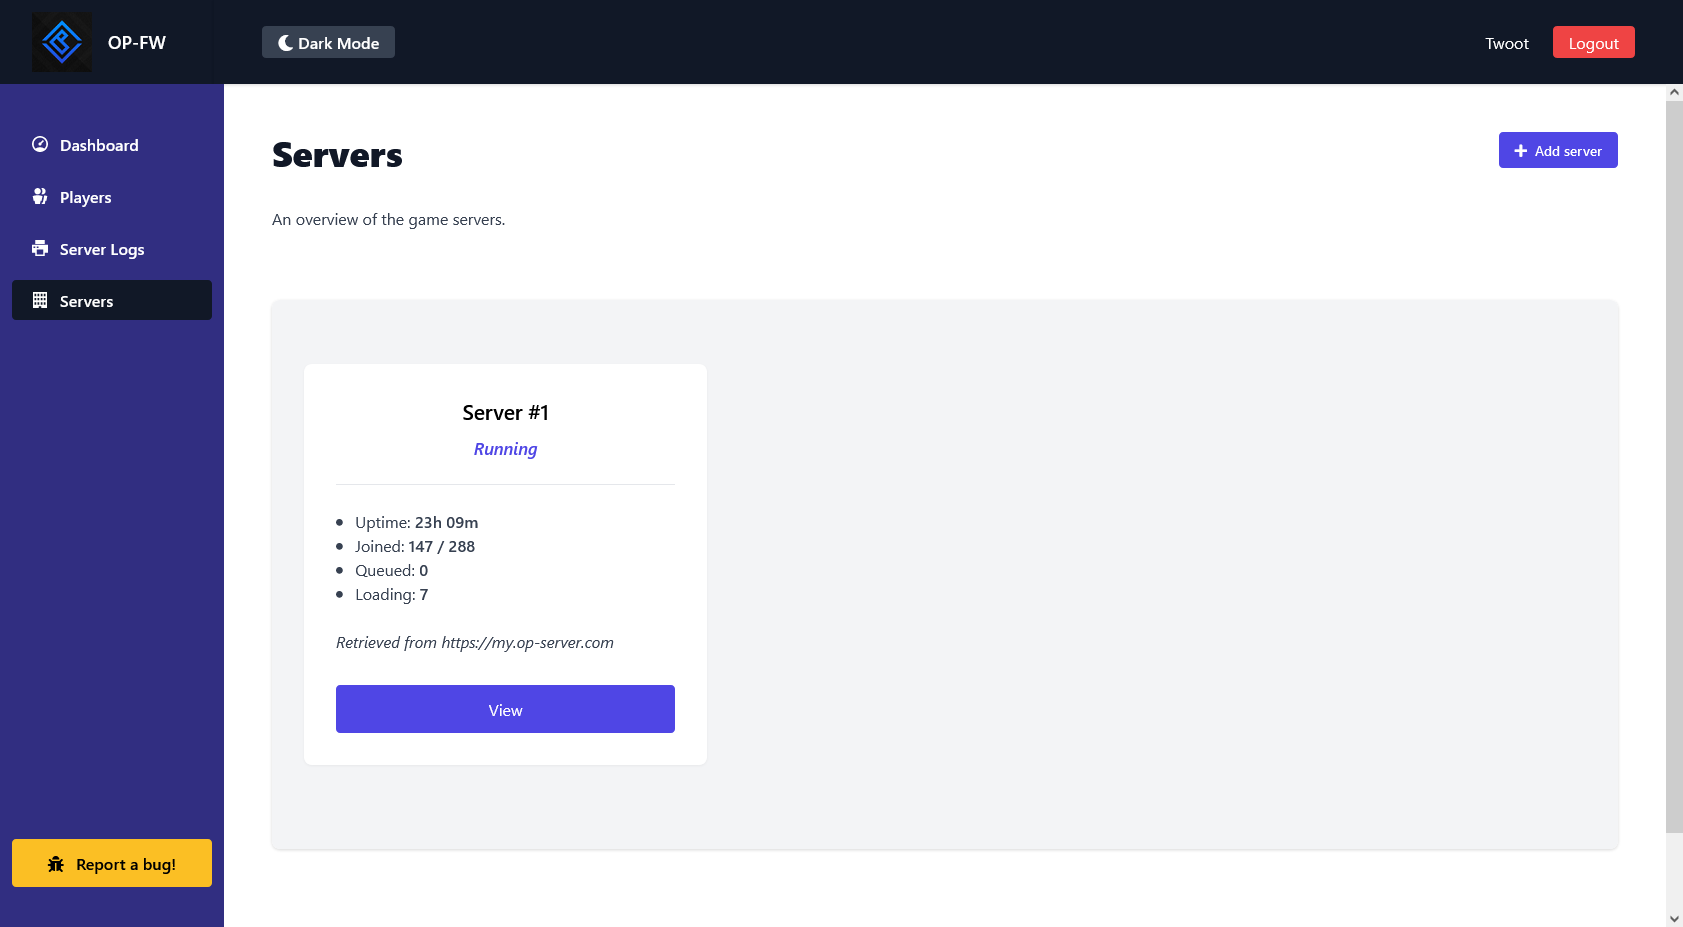 OP-FW
Dark Mode
Twoot
Logout
Dashboard
Players
Server Logs
Servers
Report a bug!
Servers
Add server
An overview of the game servers.
Server #1
Running
Uptime: 23h 09m
Joined: 147 / 288
Queued: 0
Loading: 7
Retrieved from https://my.op-server.com
View